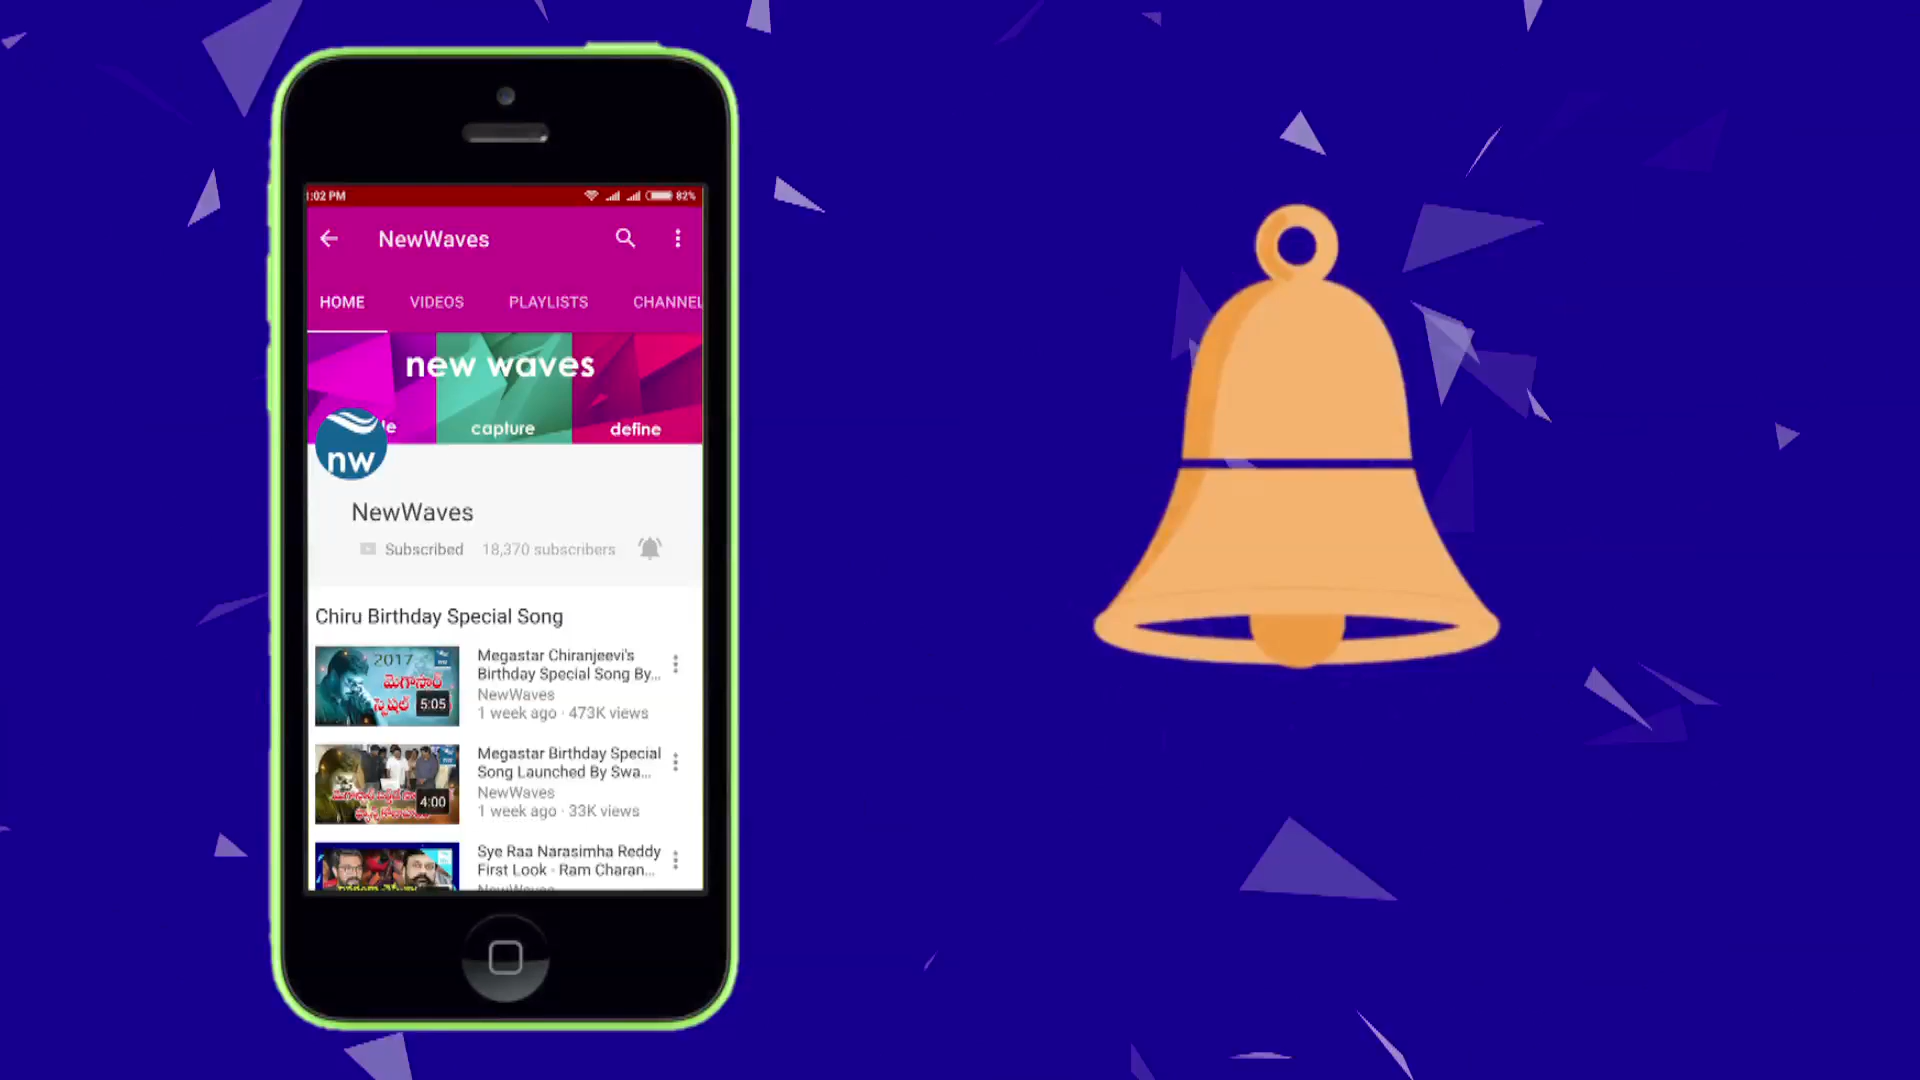 1:02 PM
82%
NewWaves
HOME VIDEOS PLAYLISTS CHANNEL
new waves
le capture define
nw
NewWaves
Subscribed 18,370 subscribers
Chiru Birthday Special Song
2017
మెగాస్టార్
స్పెషల్
5:05
Megastar Chiranjeevi's
Birthday Special Song By...
NewWaves
1 week ago · 473K views
4:00
Megastar Birthday Special
Song Launched By Swa...
NewWaves
1 week ago · 33K views
Sye Raa Narasimha Reddy
First Look - Ram Charan...
NewWaves